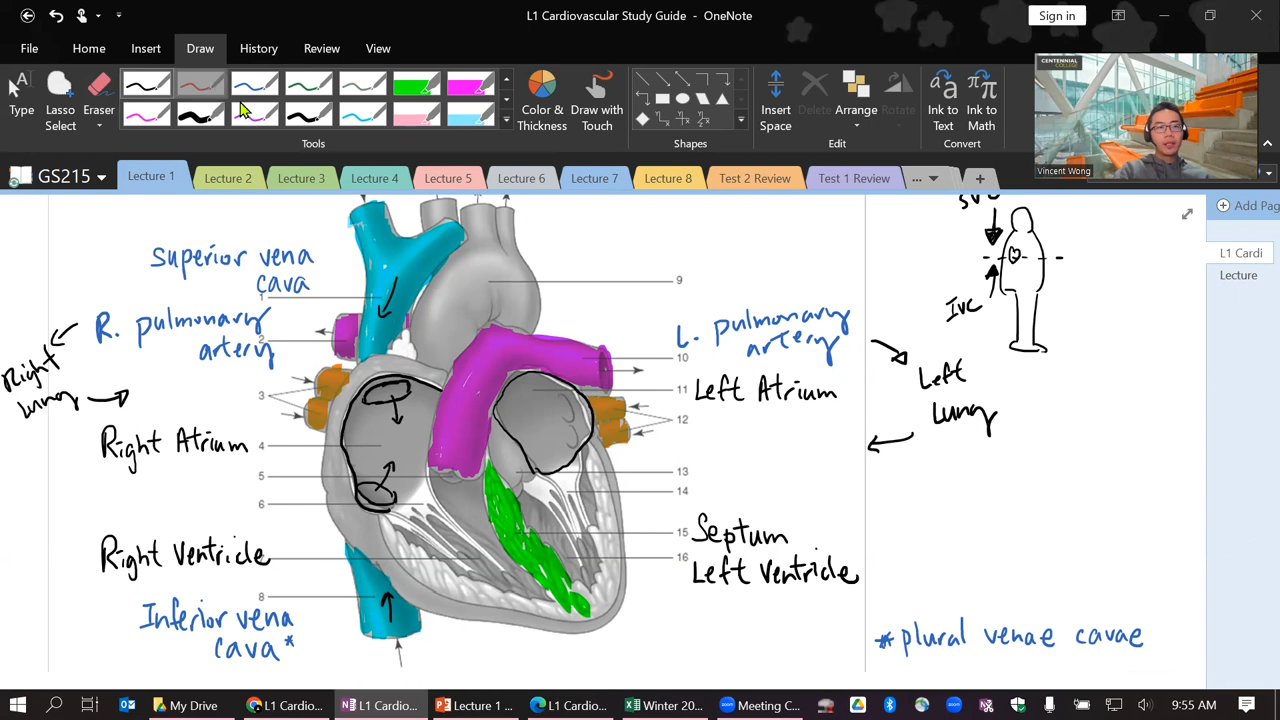 L1 Cardiovascular Study Guide - OneNote
Sign in
File
Home
Insert
Draw
History
Review
View
Type
Lasso
Select
Eraser
Color &
Thickness
Draw with
Touch
Insert
Space
Delete
Arrange
Rotate
Ink to
Text
Ink to
Math
Tools
Shapes
Edit
Convert
CENTENNIAL
COLLEGE
Vincent Wong
GS215
Lecture 1
Lecture 2
Lecture 3
Lecture 4
Lecture 5
Lecture 6
Lecture 7
Lecture 8
Test 2 Review
Test 1 Review
...
Add Pag
L1 Cardi
Lecture
Superior vena
cava
1
R. pulmonary
artery
2
Right
Lung
3
Right Atrium
4
5
6
Right Ventricle
8
Inferior vena
cava*
9
L. pulmonary
artery
10
Left Atrium
11
12
13
14
Septum
15
Left Ventricle
16
SVC
IVC
Left
Lung
* plural venae cavae
My Drive
L1 Cardio...
L1 Cardio...
Lecture 1 ...
L1 Cardio...
Winter 20...
Meeting C...
9:55 AM